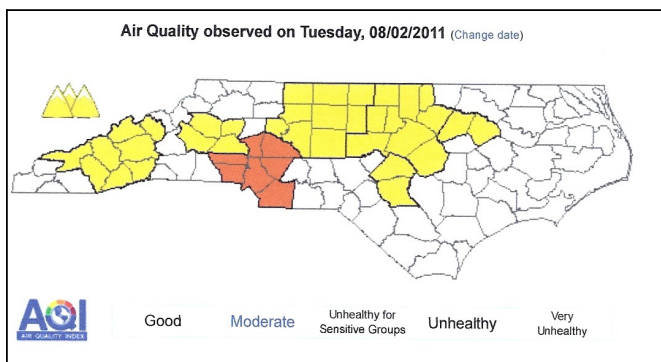 Air Quality observed on Tuesday, 08/02/2011 (Change date)
AQI
AIR QUALITY INDEX
Good
Moderate
Unhealthy for
Sensitive Groups
Unhealthy
Very
Unhealthy